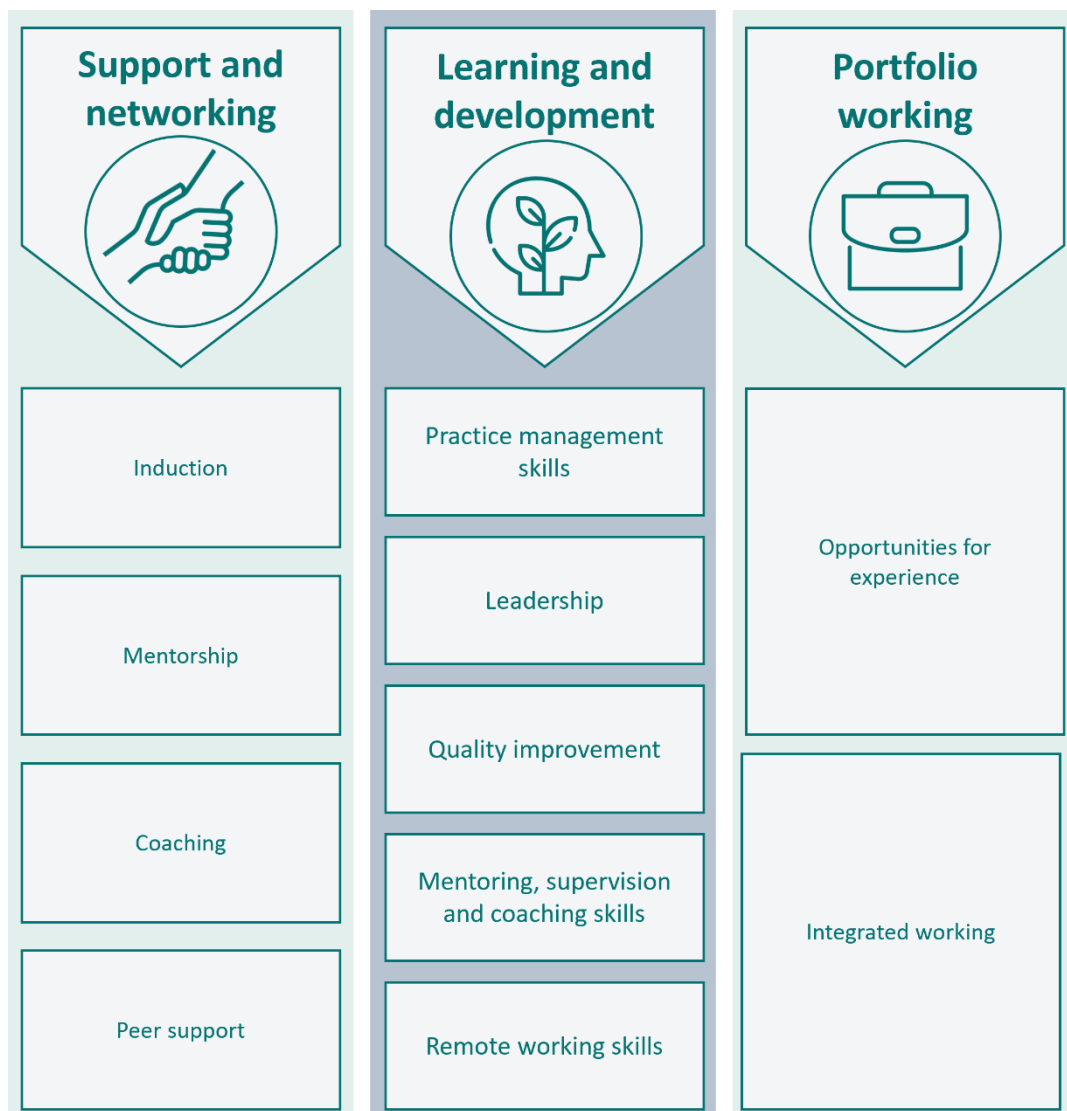 Support and
networking
Induction
Mentorship
Coaching
Peer support
Learning and
development
Practice management
skills
Leadership
Quality improvement
Mentoring, supervision
and coaching skills
Remote working skills
Portfolio
working
Opportunities for
experience
Integrated working